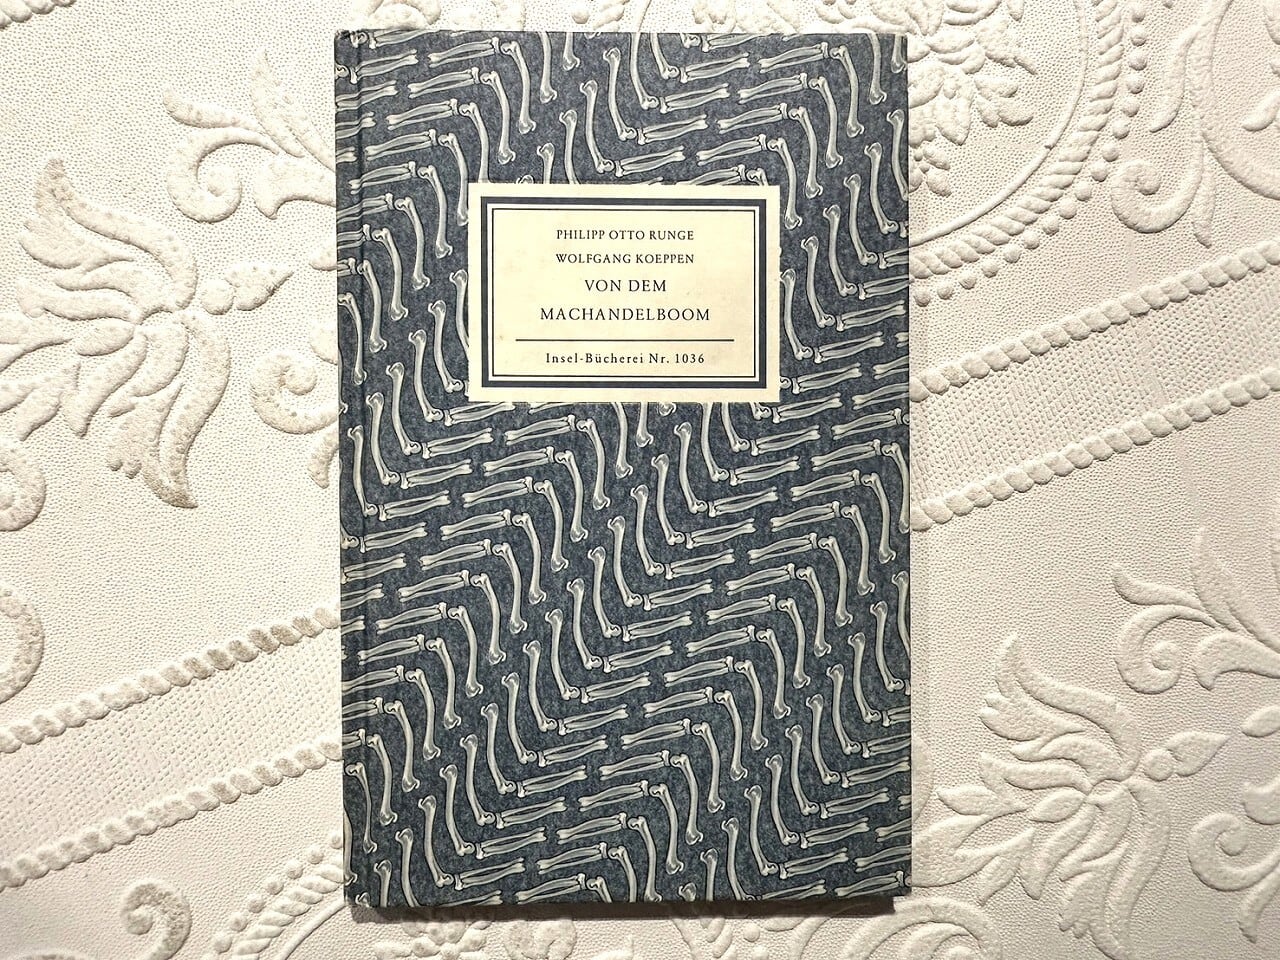 PHILIPP OTTO RUNGE
WOLFGANG KOEPPEN
VON DEM
MACHANDELBOOM
Insel-Bücherei Nr. 1036